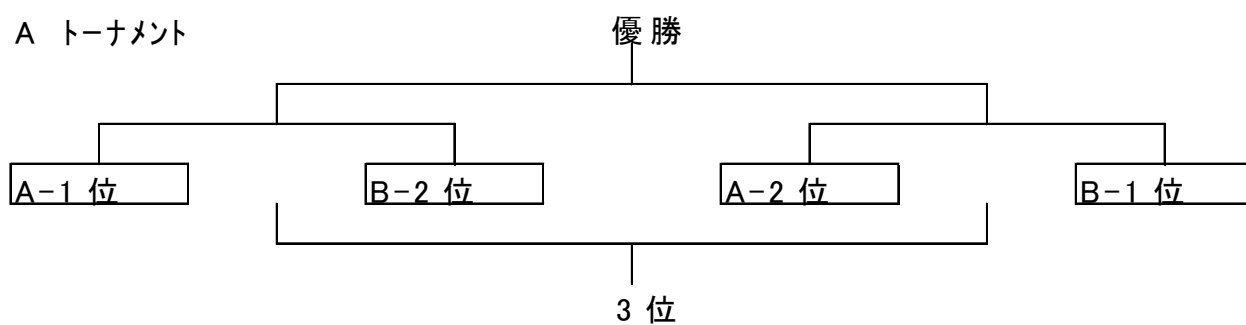 A トーナメント
優勝
A-1 位
B-2 位
A-2 位
B-1 位
3 位